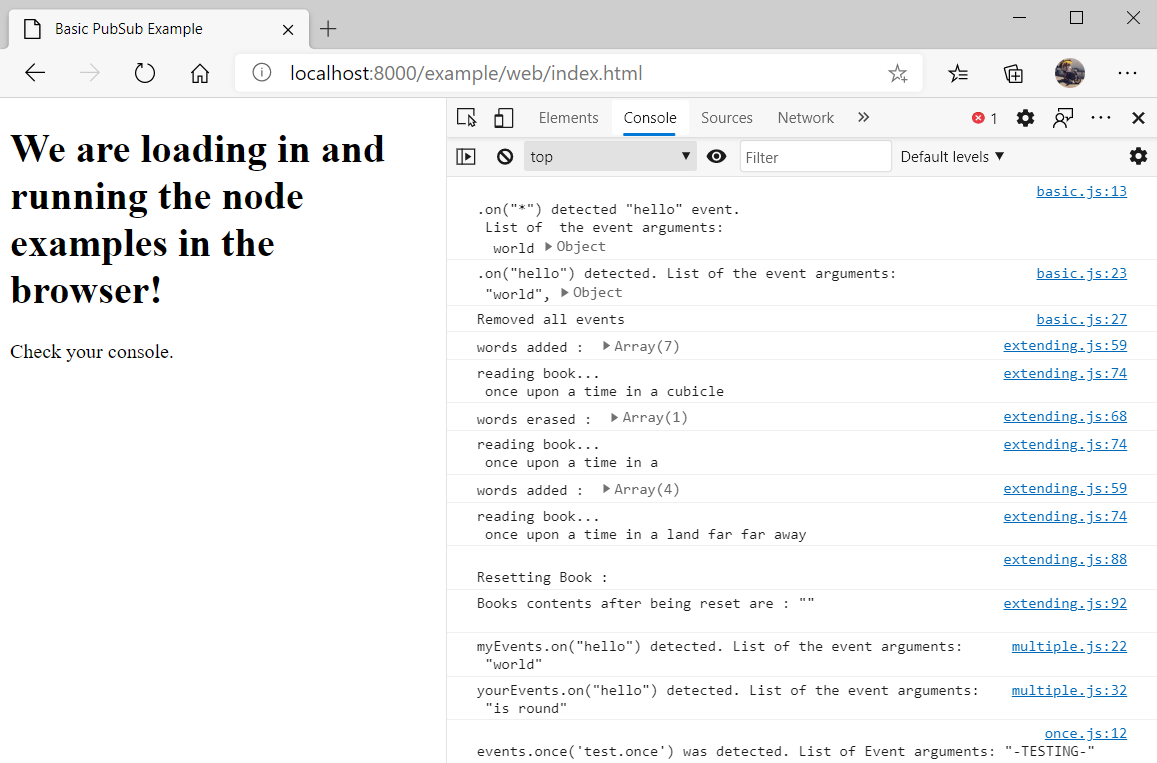 Basic PubSub Example
localhost:8000/example/web/index.html
We are loading in and
running the node
examples in the
browser!
Check your console.
Elements Console Sources Network » 1
top Filter Default levels ▼
basic.js:13
.on("*") detected "hello" event.
List of  the event arguments:
world ▶Object
.on("hello") detected. List of the event arguments: basic.js:23
"world", ▶Object
Removed all events basic.js:27
words added : ▶Array(7) extending.js:59
reading book... extending.js:74
once upon a time in a cubicle
words erased : ▶Array(1) extending.js:68
reading book... extending.js:74
once upon a time in a
words added : ▶Array(4) extending.js:59
reading book... extending.js:74
once upon a time in a land far far away
extending.js:88
Resetting Book :
Books contents after being reset are : "" extending.js:92
myEvents.on("hello") detected. List of the event arguments: multiple.js:22
"world"
yourEvents.on("hello") detected. List of the event arguments: multiple.js:32
"is round"
once.js:12
events.once('test.once') was detected. List of Event arguments: "-TESTING-"